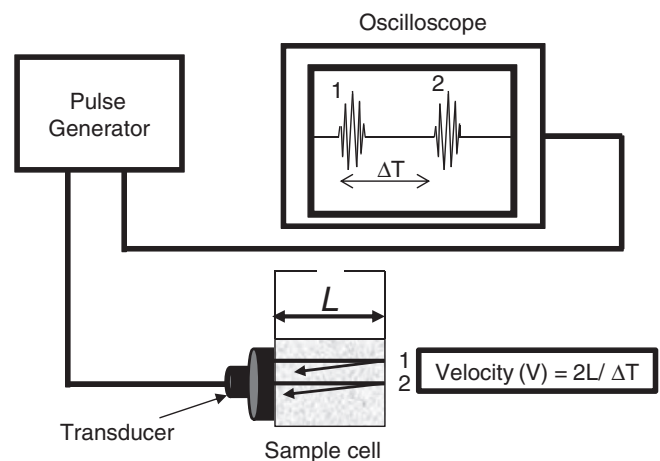 Oscilloscope
Pulse
Generator
1
2
ΔT
L
1
2
Velocity (V) = 2L/ ΔT
Transducer
Sample cell